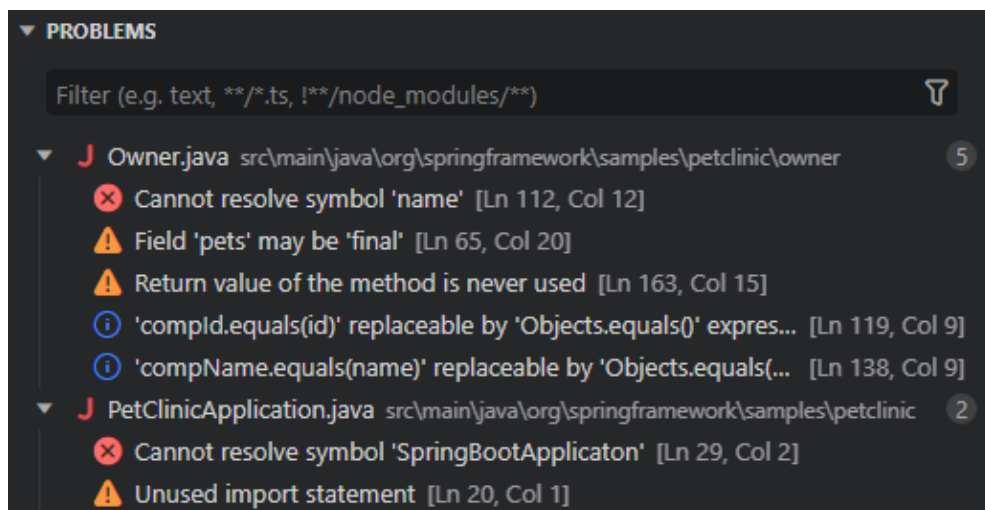 PROBLEMS
Filter (e.g. text, **/*.ts, !**/node_modules/**)
J Owner.java src\main\java\org\springframework\samples\petclinic\owner 5
Cannot resolve symbol 'name' [Ln 112, Col 12]
Field 'pets' may be 'final' [Ln 65, Col 20]
Return value of the method is never used [Ln 163, Col 15]
'compId.equals(id)' replaceable by 'Objects.equals()' expres... [Ln 119, Col 9]
'compName.equals(name)' replaceable by 'Objects.equals(... [Ln 138, Col 9]
J PetClinicApplication.java src\main\java\org\springframework\samples\petclinic 2
Cannot resolve symbol 'SpringBootApplicaton' [Ln 29, Col 2]
Unused import statement [Ln 20, Col 1]